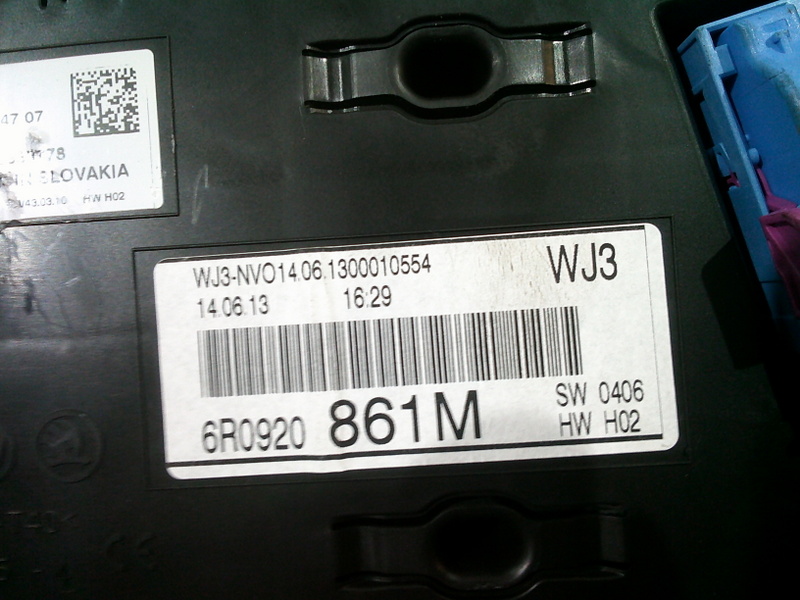 47 07
SLOVAKIA
HW H02
WJ3-NVO14.06.1300010554
WJ3
14.06.13 16:29
6R0920 861M
SW 0406
HW H02